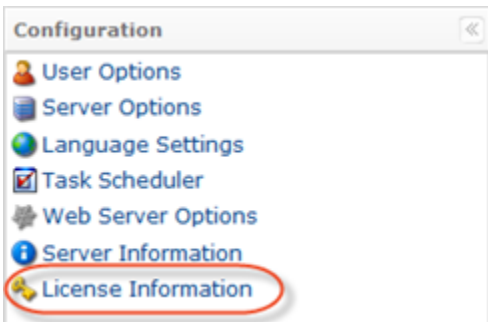 Configuration
User Options
Server Options
Language Settings
Task Scheduler
Web Server Options
Server Information
License Information